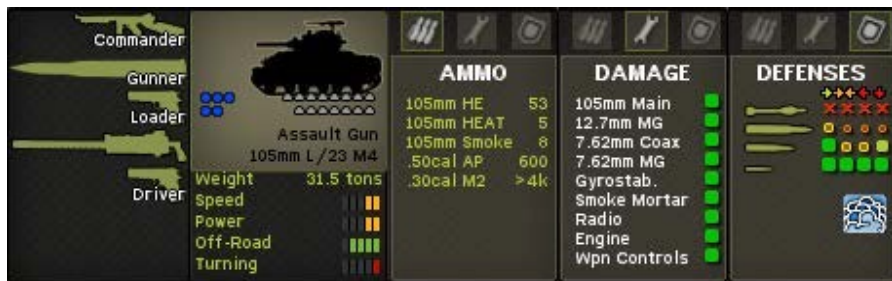 Commander
Gunner
Loader
Driver
Assault Gun
105mm L/23 M4
Weight 31.5 tons
Speed
Power
Off-Road
Turning
AMMO
105mm HE 53
105mm HEAT 5
105mm Smoke 8
.50cal AP 600
.30cal M2 >4k
DAMAGE
105mm Main
12.7mm MG
7.62mm Coax
7.62mm MG
Gyrostab.
Smoke Mortar
Radio
Engine
Wpn Controls
DEFENSES